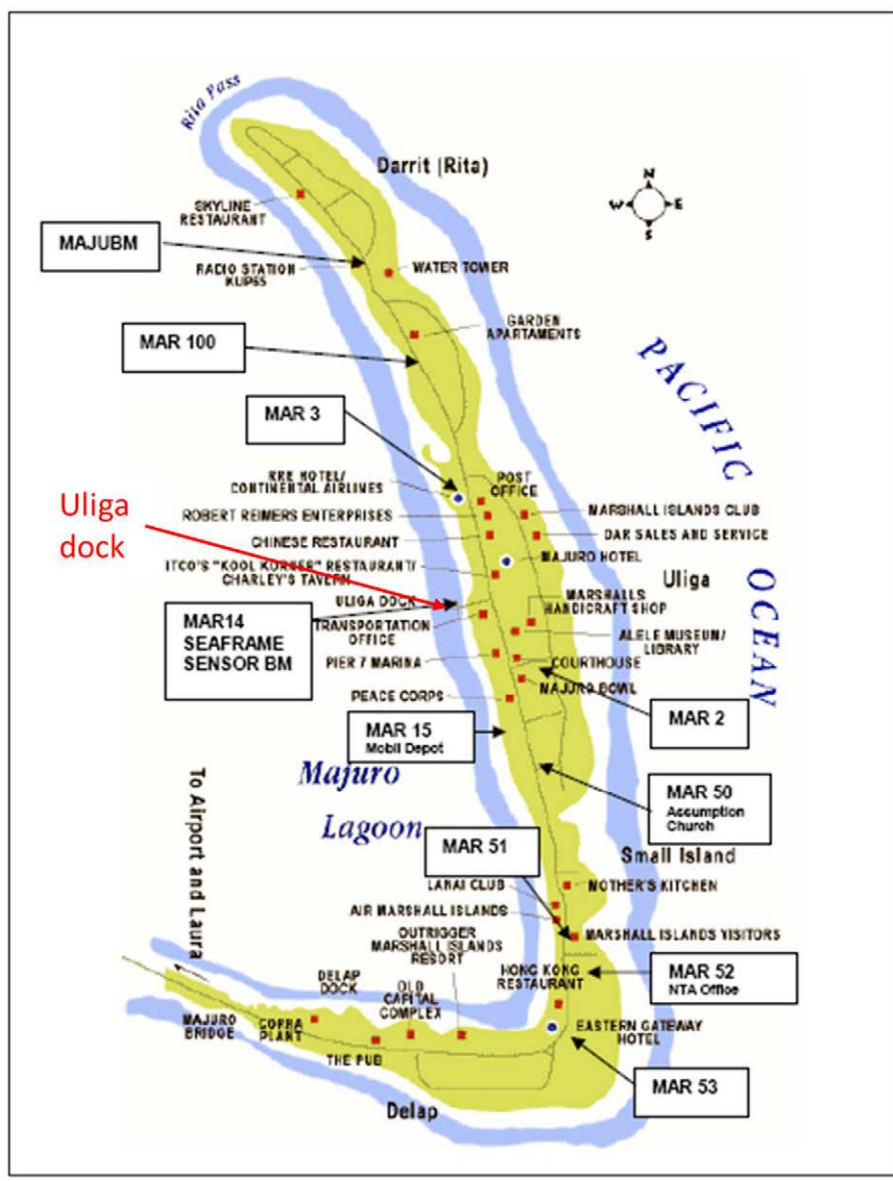 Rita Pass
Darrit (Rita)
N
W
E
S
SKYLINE
RESTAURANT
MAJUBM
RADIO STATION
KUP65
WATER TOWER
GARDEN
APARTAMENTS
MAR 100
PACIFIC
OCEAN
MAR 3
RRE HOTEL/
CONTINENTAL AIRLINES
POST
OFFICE
Uliga
dock
ROBERT REIMERS ENTERPRISES
MARSHALL ISLANDS CLUB
CHINESE RESTAURANT
DAR SALES AND SERVICE
MAJURO HOTEL
ITCO'S "KOOL KORNER" RESTAURANT/
CHARLEY'S TAVERN
Uliga
ULIGA DOCK
MARSHALLS
HANDICRAFT SHOP
MAR14
SEAFRAME
SENSOR BM
TRANSPORTATION
OFFICE
ALELE MUSEUM/
LIBRARY
PIER 7 MARINA
COURTHOUSE
MAJURO BOWL
PEACE CORPS
MAR 2
MAR 15
Mobil Depot
Majuro
Lagoon
To Airport and Laura
MAR 50
Assumption
Church
MAR 51
Small Island
LANAI CLUB
MOTHER'S KITCHEN
AIR MARSHALL ISLANDS
MARSHALL ISLANDS VISITORS
OUTRIGGER
MARSHALL ISLANDS
RESORT
HONG KONG
RESTAURANT
MAR 52
NTA Office
DELAP
DOCK
OLD
CAPITAL
COMPLEX
MAJURO
BRIDGE
COPRA
PLANT
THE PUB
EASTERN GATEWAY
HOTEL
MAR 53
Delap